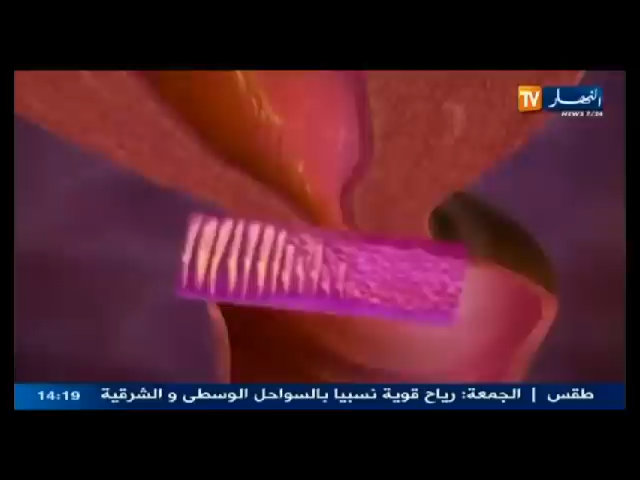 النهار TV
NEWS 7/24
طقس | الجمعة: رياح قوية نسبيا بالسواحل الوسطى و الشرقية
14:19